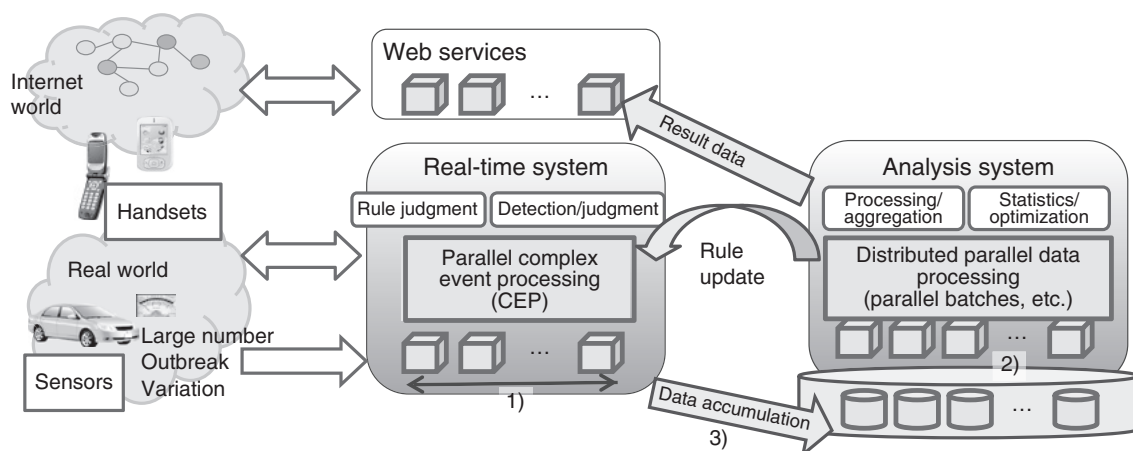 Internet
world
Handsets
Real world
Large number
Outbreak
Variation
Sensors
Web services
...
Result data
Real-time system
Rule judgment
Detection/judgment
Parallel complex
event processing
(CEP)
...
1)
Rule
update
Data accumulation
3)
Analysis system
Processing/
aggregation
Statistics/
optimization
Distributed parallel data
processing
(parallel batches, etc.)
...
2)
...